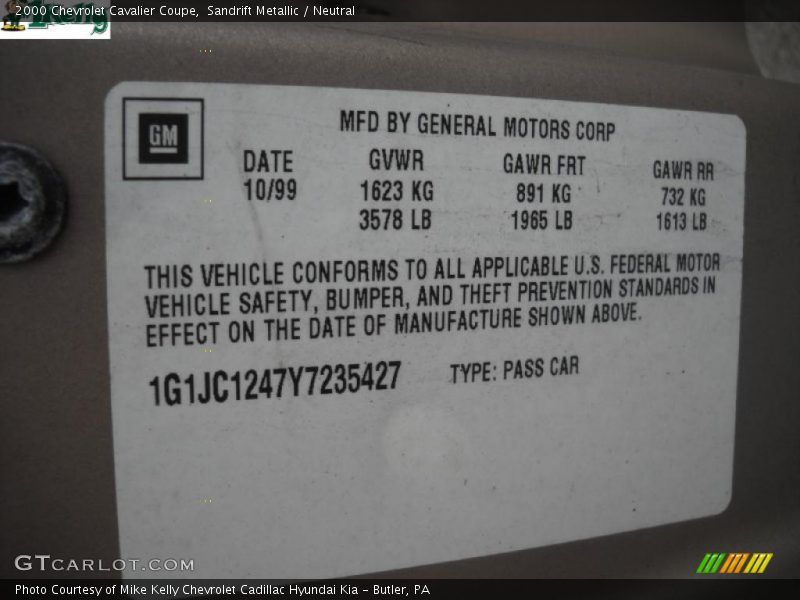 2000 Chevrolet Cavalier Coupe, Sandrift Metallic / Neutral
GM
MFD BY GENERAL MOTORS CORP
DATE GVWR GAWR FRT GAWR RR
10/99 1623 KG 891 KG 732 KG
3578 LB 1965 LB 1613 LB
THIS VEHICLE CONFORMS TO ALL APPLICABLE U.S. FEDERAL MOTOR
VEHICLE SAFETY, BUMPER, AND THEFT PREVENTION STANDARDS IN
EFFECT ON THE DATE OF MANUFACTURE SHOWN ABOVE.
1G1JC1247Y7235427 TYPE: PASS CAR
GTCARLOT.COM
Photo Courtesy of Mike Kelly Chevrolet Cadillac Hyundai Kia - Butler, PA